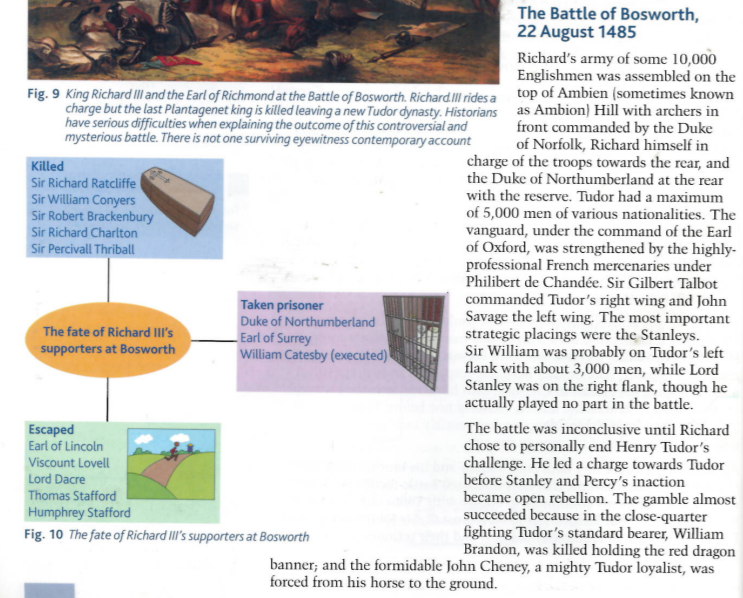 The Battle of Bosworth,
22 August 1485
Richard's army of some 10,000
Englishmen was assembled on the
top of Ambien (sometimes known
as Ambion) Hill with archers in
front commanded by the Duke
of Norfolk, Richard himself in
charge of the troops towards the rear, and
the Duke of Northumberland at the rear
with the reserve. Tudor had a maximum
of 5,000 men of various nationalities. The
vanguard, under the command of the Earl
of Oxford, was strengthened by the highly-
professional French mercenaries under
Philibert de Chandée. Sir Gilbert Talbot
commanded Tudor's right wing and John
Savage the left wing. The most important
strategic placings were the Stanleys.
Sir William was probably on Tudor's left
flank with about 3,000 men, while Lord
Stanley was on the right flank, though he
actually played no part in the battle.
The battle was inconclusive until Richard
chose to personally end Henry Tudor's
challenge. He led a charge towards Tudor
before Stanley and Percy's inaction
became open rebellion. The gamble almost
succeeded because in the close-quarter
fighting Tudor's standard bearer, William
Brandon, was killed holding the red dragon
banner; and the formidable John Cheney, a mighty Tudor loyalist, was
forced from his horse to the ground.
Fig. 9 King Richard III and the Earl of Richmond at the Battle of Bosworth. Richard III rides a
charge but the last Plantagenet king is killed leaving a new Tudor dynasty. Historians
have serious difficulties when explaining the outcome of this controversial and
mysterious battle. There is not one surviving eyewitness contemporary account
Killed
Sir Richard Ratcliffe
Sir William Conyers
Sir Robert Brackenbury
Sir Richard Charlton
Sir Percivall Thriball
The fate of Richard III's
supporters at Bosworth
Taken prisoner
Duke of Northumberland
Earl of Surrey
William Catesby (executed)
Escaped
Earl of Lincoln
Viscount Lovell
Lord Dacre
Thomas Stafford
Humphrey Stafford
Fig. 10 The fate of Richard III's supporters at Bosworth